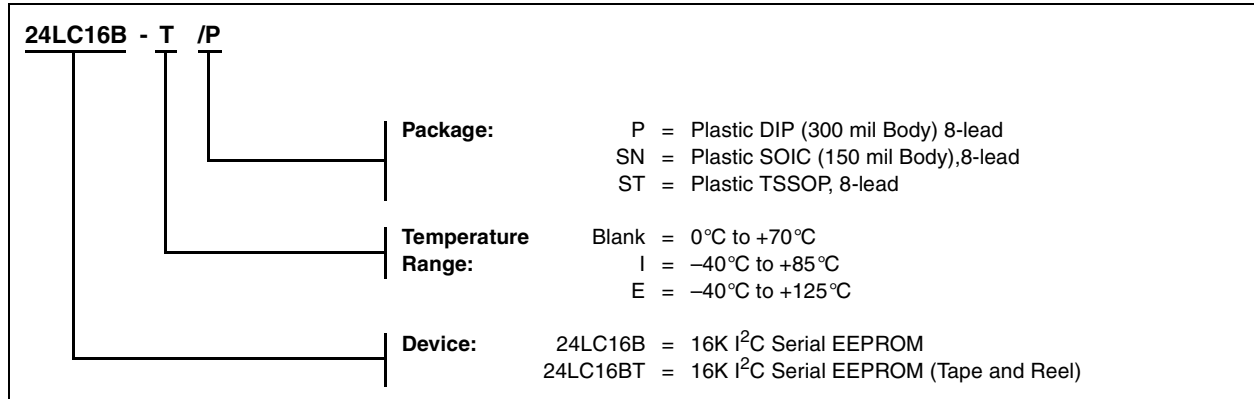 24LC16B - T /P
Package: P = Plastic DIP (300 mil Body) 8-lead
SN = Plastic SOIC (150 mil Body),8-lead
ST = Plastic TSSOP, 8-lead
Temperature Blank = 0°C to +70°C
Range: I = –40°C to +85°C
E = –40°C to +125°C
Device: 24LC16B = 16K I²C Serial EEPROM
24LC16BT = 16K I²C Serial EEPROM (Tape and Reel)